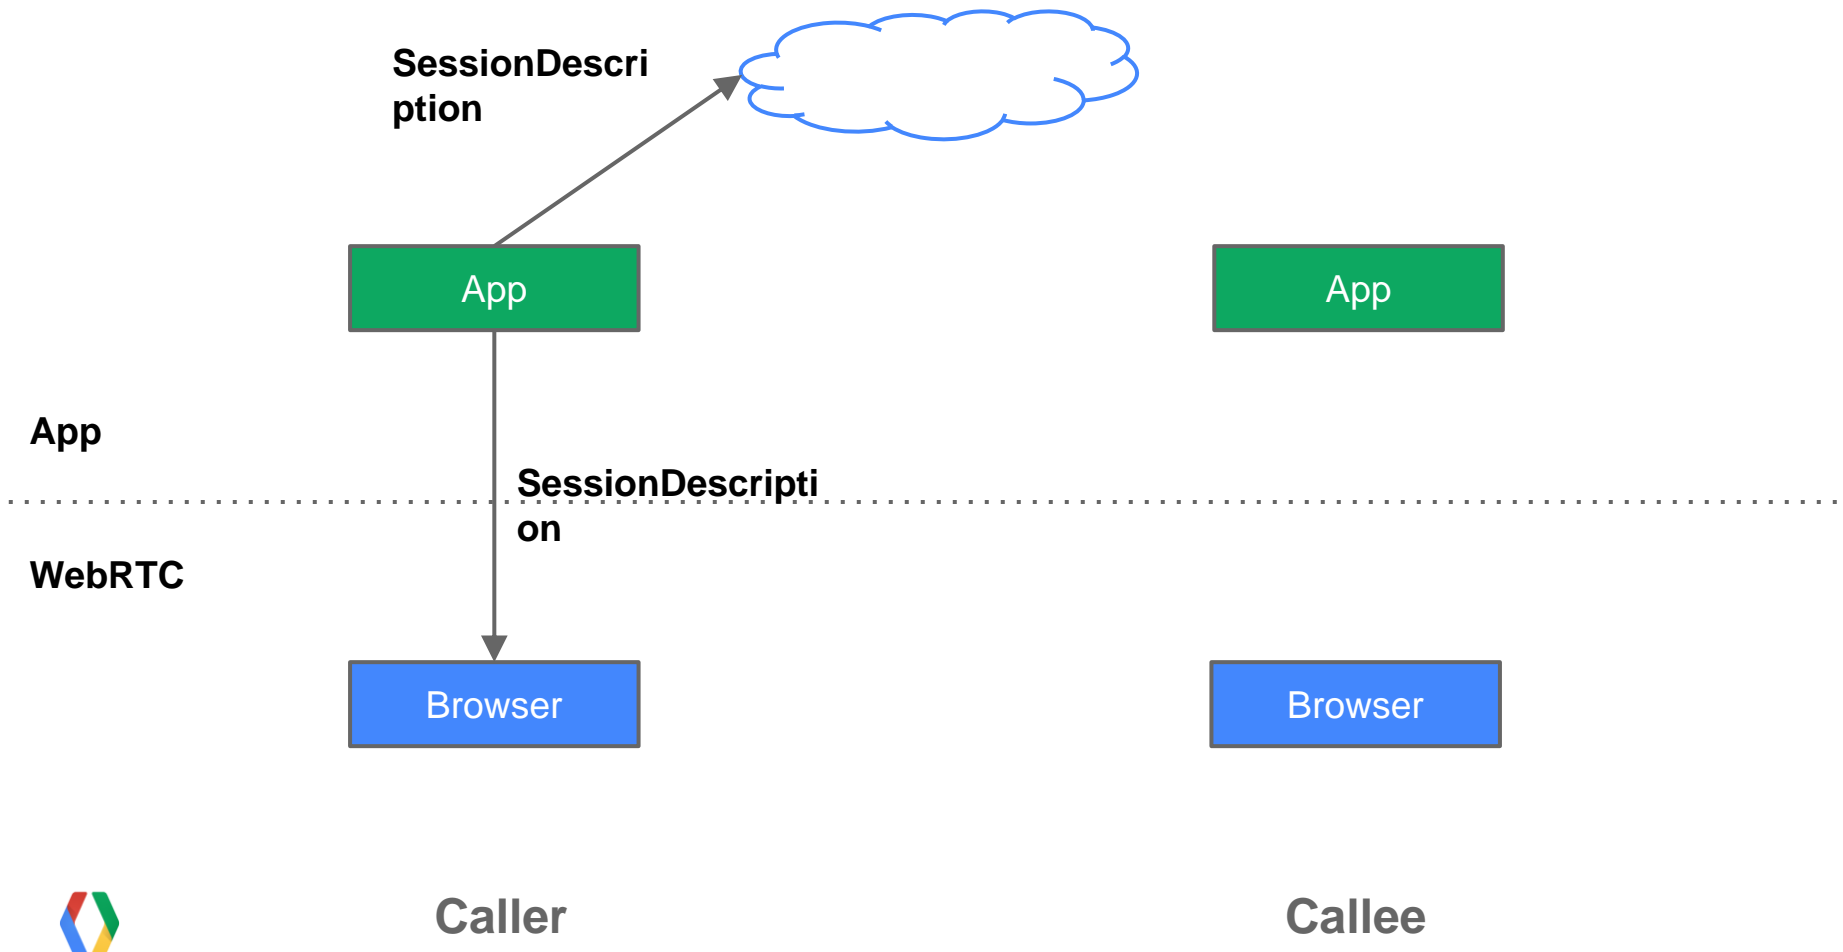 SessionDescri
ption
App
App
App
SessionDescripti
on
WebRTC
Browser
Browser
Caller
Callee